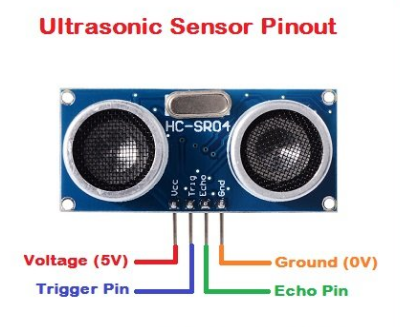 Ultrasonic Sensor Pinout
HC-SR04
Vcc
Trig
Echo
Gnd
Voltage (5V)
Ground (0V)
Trigger Pin
Echo Pin